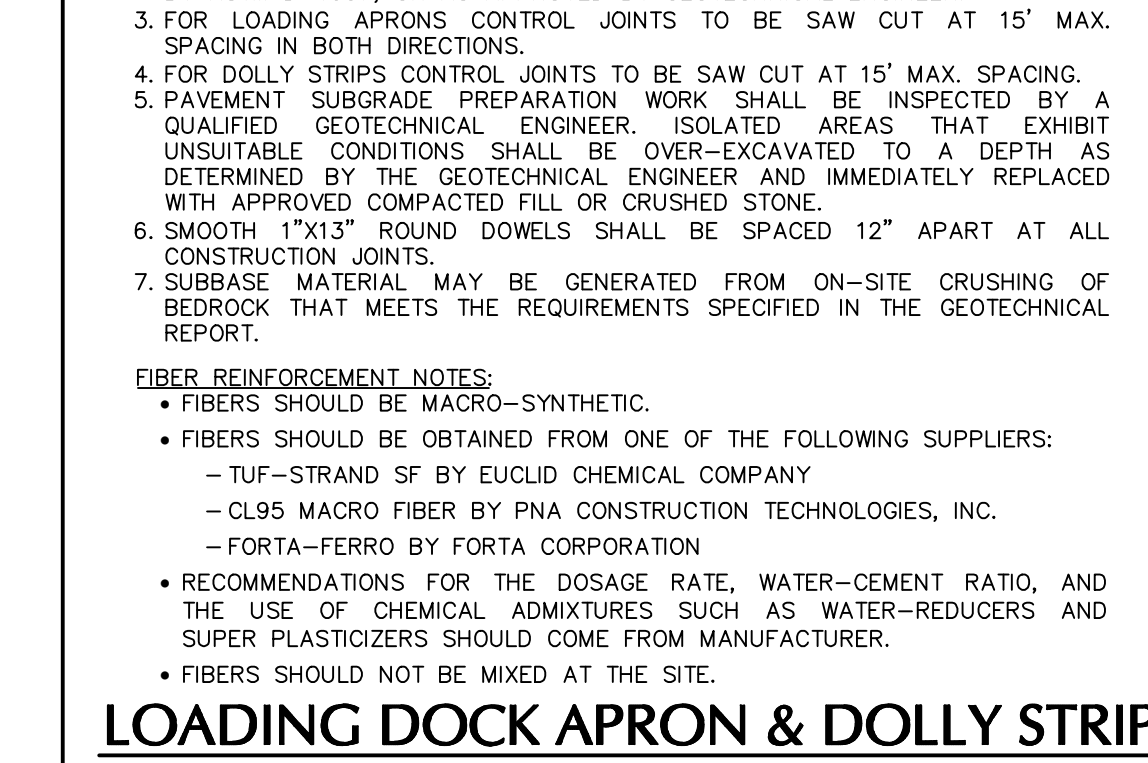 3. FOR LOADING APRONS CONTROL JOINTS TO BE SAW CUT AT 15' MAX.
SPACING IN BOTH DIRECTIONS.
4. FOR DOLLY STRIPS CONTROL JOINTS TO BE SAW CUT AT 15' MAX. SPACING.
5. PAVEMENT SUBGRADE PREPARATION WORK SHALL BE INSPECTED BY A
QUALIFIED GEOTECHNICAL ENGINEER. ISOLATED AREAS THAT EXHIBIT
UNSUITABLE CONDITIONS SHALL BE OVER-EXCAVATED TO A DEPTH AS
DETERMINED BY THE GEOTECHNICAL ENGINEER AND IMMEDIATELY REPLACED
WITH APPROVED COMPACTED FILL OR CRUSHED STONE.
6. SMOOTH 1"X13" ROUND DOWELS SHALL BE SPACED 12" APART AT ALL
CONSTRUCTION JOINTS.
7. SUBBASE MATERIAL MAY BE GENERATED FROM ON-SITE CRUSHING OF
BEDROCK THAT MEETS THE REQUIREMENTS SPECIFIED IN THE GEOTECHNICAL
REPORT.
FIBER REINFORCEMENT NOTES:
• FIBERS SHOULD BE MACRO-SYNTHETIC.
• FIBERS SHOULD BE OBTAINED FROM ONE OF THE FOLLOWING SUPPLIERS:
- TUF-STRAND SF BY EUCLID CHEMICAL COMPANY
- CL95 MACRO FIBER BY PNA CONSTRUCTION TECHNOLOGIES, INC.
- FORTA-FERRO BY FORTA CORPORATION
• RECOMMENDATIONS FOR THE DOSAGE RATE, WATER-CEMENT RATIO, AND
THE USE OF CHEMICAL ADMIXTURES SUCH AS WATER-REDUCERS AND
SUPER PLASTICIZERS SHOULD COME FROM MANUFACTURER.
• FIBERS SHOULD NOT BE MIXED AT THE SITE.
LOADING DOCK APRON & DOLLY STRIP